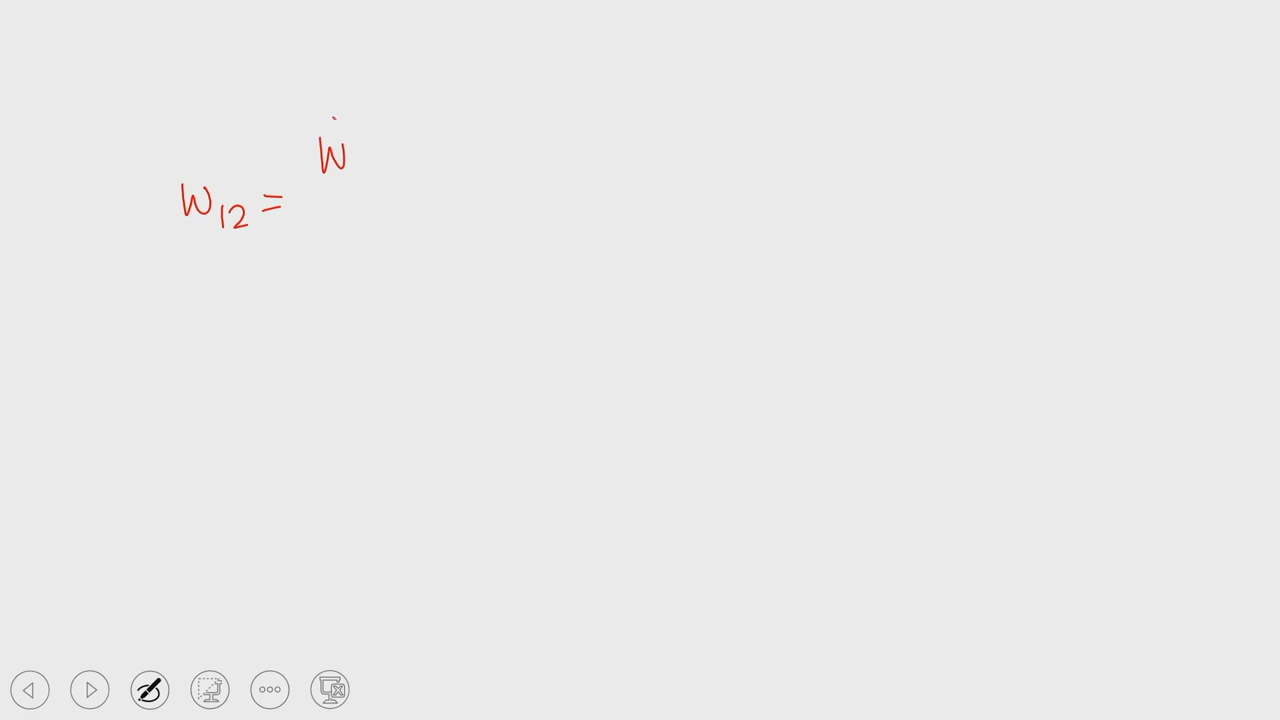 W₁₂ = Ẇ